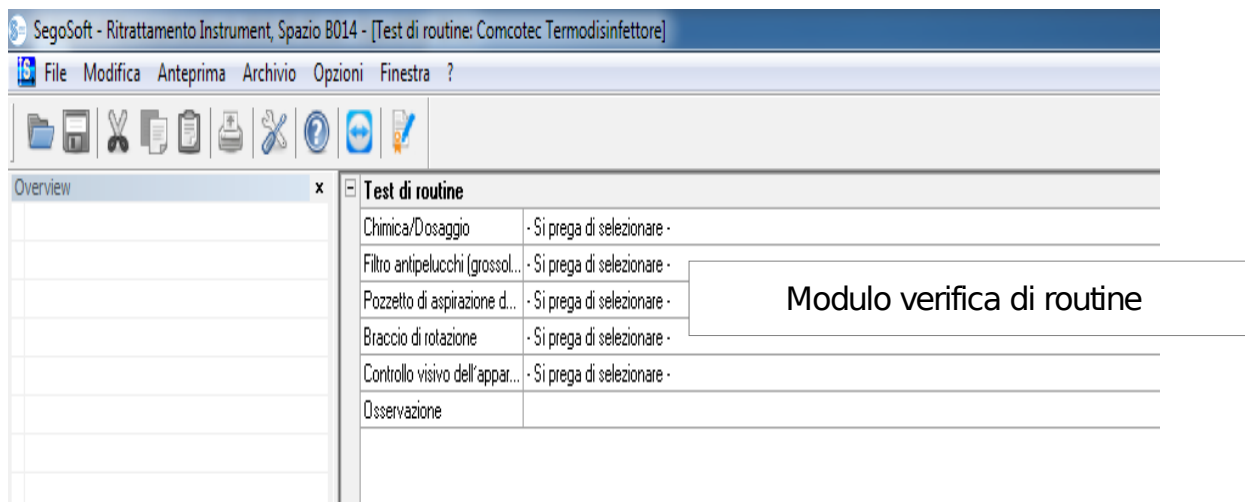 SegoSoft - Ritrattamento Instrument, Spazio B014 - [Test di routine: Comcotec Termodisinfettore]
File Modifica Anteprima Archivio Opzioni Finestra ?
Overview x
Test di routine
Chimica/Dosaggio - Si prega di selezionare -
Filtro antipelucchi (grossol... - Si prega di selezionare -
Pozzetto di aspirazione d... - Si prega di selezionare -
Braccio di rotazione - Si prega di selezionare -
Controllo visivo dell'appar... - Si prega di selezionare -
Osservazione
Modulo verifica di routine